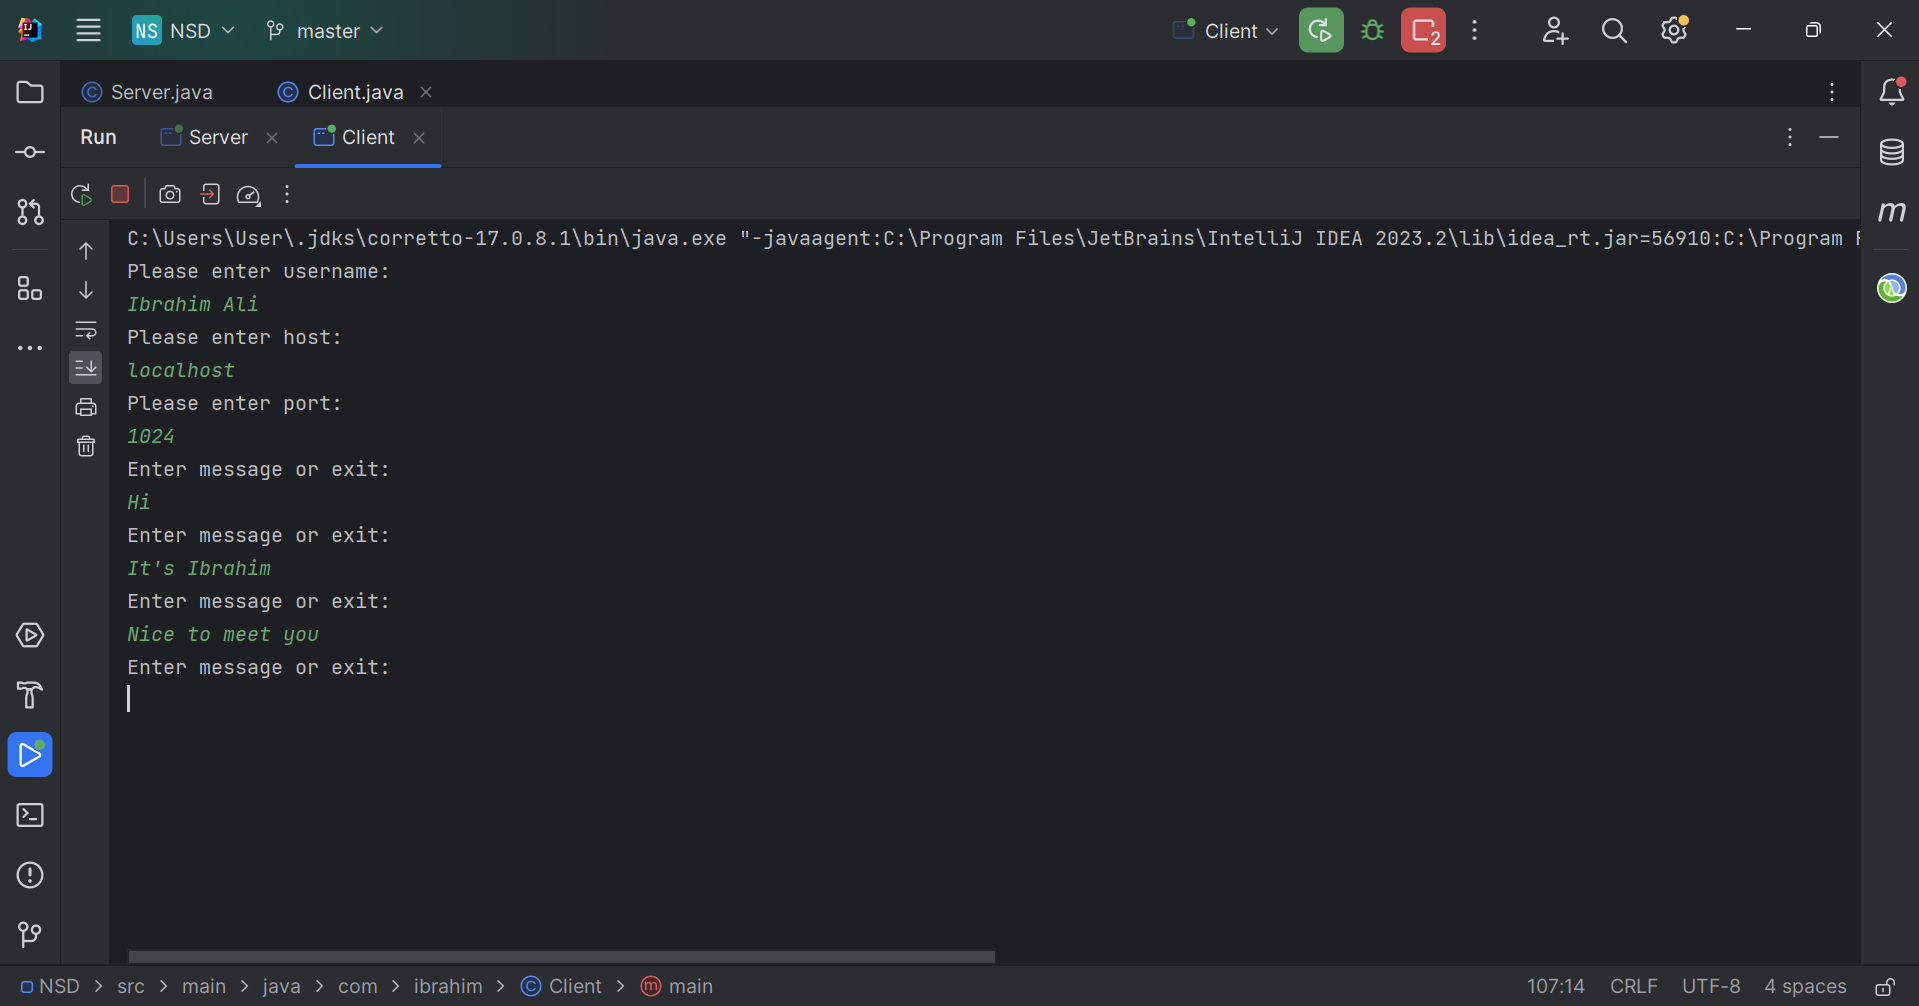 NS NSD master Client 2
Server.java Client.java
Run Server Client
C:\Users\User\.jdks\corretto-17.0.8.1\bin\java.exe "-javaagent:C:\Program Files\JetBrains\IntelliJ IDEA 2023.2\lib\idea_rt.jar=56910:C:\Program
Please enter username:
Ibrahim Ali
Please enter host:
localhost
Please enter port:
1024
Enter message or exit:
Hi
Enter message or exit:
It's Ibrahim
Enter message or exit:
Nice to meet you
Enter message or exit:
NSD > src > main > java > com > ibrahim > Client > main 107:14 CRLF UTF-8 4 spaces